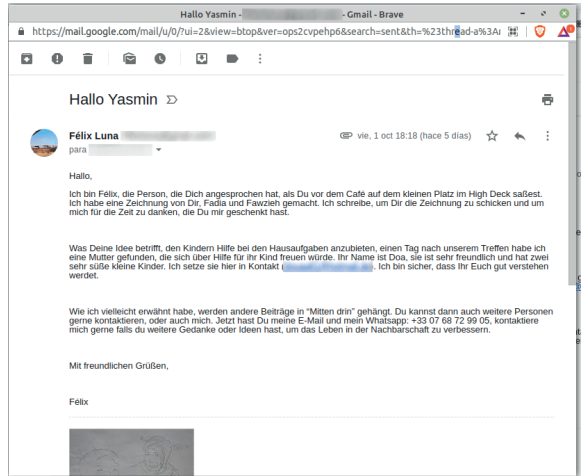 Hallo Yasmin - - Gmail - Brave
https://mail.google.com/mail/u/0/?ui=2&view=btop&ver=ops2cvpehp6&search=sent&th=%23thread-a%3A
Hallo Yasmin
Félix Luna
vie, 1 oct 18:18 (hace 5 días)
para
Hallo,
Ich bin Félix, die Person, die Dich angesprochen hat, als Du vor dem Café auf dem kleinen Platz im High Deck saßest.
Ich habe eine Zeichnung von Dir, Fadia und Fawzieh gemacht. Ich schreibe, um Dir die Zeichnung zu schicken und um
mich für die Zeit zu danken, die Du mir geschenkt hast.
Was Deine Idee betrifft, den Kindern Hilfe bei den Hausaufgaben anzubieten, einen Tag nach unserem Treffen habe ich
eine Mutter gefunden, die sich über Hilfe für ihr Kind freuen würde. Ihr Name ist Doa, sie ist sehr freundlich und hat zwei
sehr süße kleine Kinder. Ich setze sie hier in Kontakt ( ). Ich bin sicher, dass Ihr Euch gut verstehen
werdet.
Wie ich vielleicht erwähnt habe, werden andere Beiträge in “Mitten drin” gehängt. Du kannst dann auch weitere Personen
gerne kontaktieren, oder auch mich. Jetzt hast Du meine E-Mail und mein Whatsapp: +33 07 68 72 99 05, kontaktiere
mich gerne falls du weitere Gedanke oder Ideen hast, um das Leben in der Nachbarschaft zu verbessern.
Mit freundlichen Grüßen,
Félix